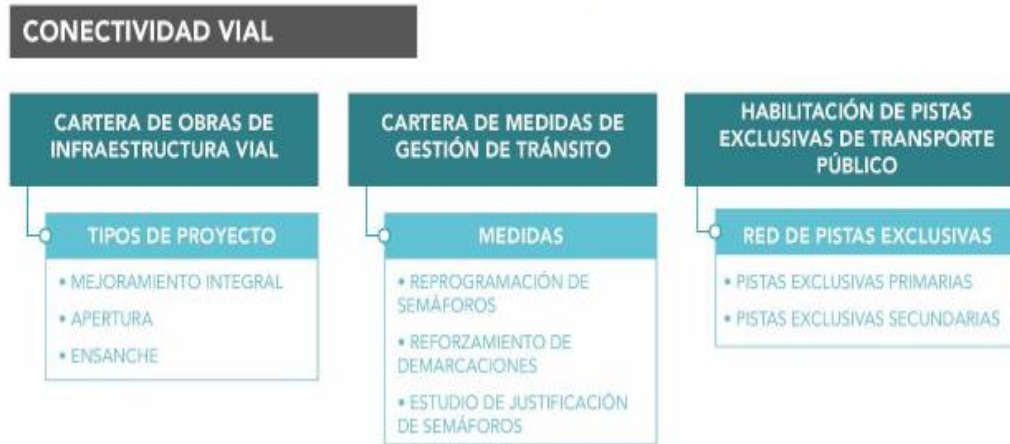 CONECTIVIDAD VIAL
CARTERA DE OBRAS DE
INFRAESTRUCTURA VIAL
TIPOS DE PROYECTO
• MEJORAMIENTO INTEGRAL
• APERTURA
• ENSANCHE
CARTERA DE MEDIDAS DE
GESTIÓN DE TRÁNSITO
MEDIDAS
• REPROGRAMACIÓN DE
SEMÁFOROS
• REFORZAMIENTO DE
DEMARCACIONES
• ESTUDIO DE JUSTIFICACIÓN
DE SEMÁFOROS
HABILITACIÓN DE PISTAS
EXCLUSIVAS DE TRANSPORTE
PÚBLICO
RED DE PISTAS EXCLUSIVAS
• PISTAS EXCLUSIVAS PRIMARIAS
• PISTAS EXCLUSIVAS SECUNDARIAS